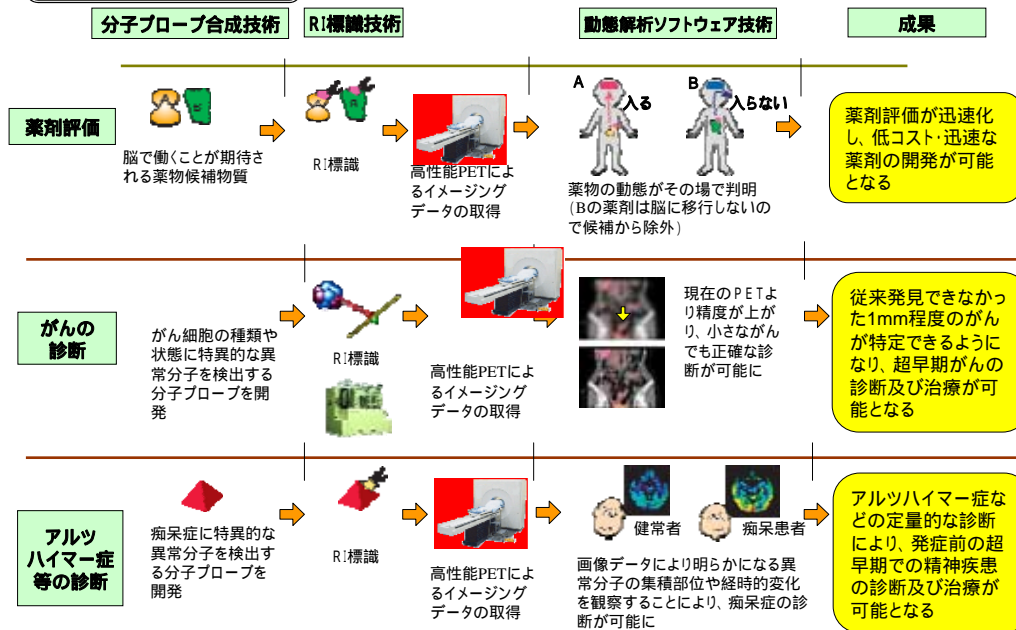 分子プローブ合成技術
RI標識技術
動態解析ソフトウェア技術
成果
薬剤評価
脳で働くことが期待さ
れる薬物候補物質
RI標識
高性能PETによ
るイメージング
データの取得
A
入る
B
入らない
薬物の動態がその場で判明
(Bの薬剤は脳に移行しないの
で候補から除外)
薬剤評価が迅速化
し、低コスト・迅速な
薬剤の開発が可能
となる
がんの
診断
がん細胞の種類や
状態に特異的な異
常分子を検出する
分子プローブを開
発
RI標識
高性能PETによ
るイメージング
データの取得
現在のPETよ
り精度が上が
り、小さながん
でも正確な診
断が可能に
従来発見できなかっ
た1mm程度のがん
が特定できるように
なり、超早期がんの
診断及び治療が可
能となる
アルツ
ハイマー症
等の診断
痴呆症に特異的な
異常分子を検出す
る分子プローブを
開発
RI標識
高性能PETによ
るイメージング
データの取得
健常者
痴呆患者
画像データにより明らかになる異
常分子の集積部位や経時的変化
を観察することにより、痴呆症の診
断が可能に
アルツハイマー症な
どの定量的な診断
により、発症前の超
早期での精神疾患
の診断及び治療が
可能となる